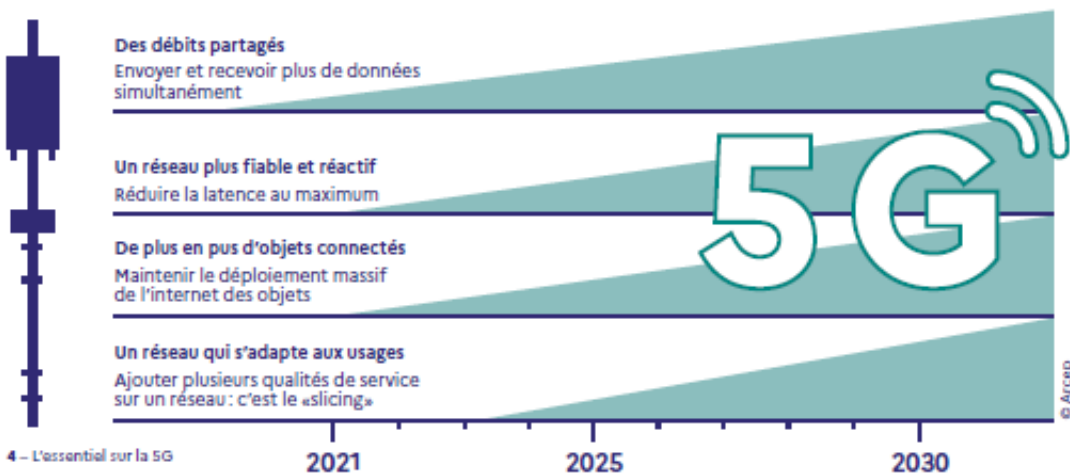 Des débits partagés
Envoyer et recevoir plus de données
simultanément
Un réseau plus fiable et réactif
Réduire la latence au maximum
De plus en pus d'objets connectés
Maintenir le déploiement massif
de l'internet des objets
Un réseau qui s'adapte aux usages
Ajouter plusieurs qualités de service
sur un réseau : c'est le «slicing»
5G
© Arcep
4 – L'essentiel sur la 5G
2021
2025
2030